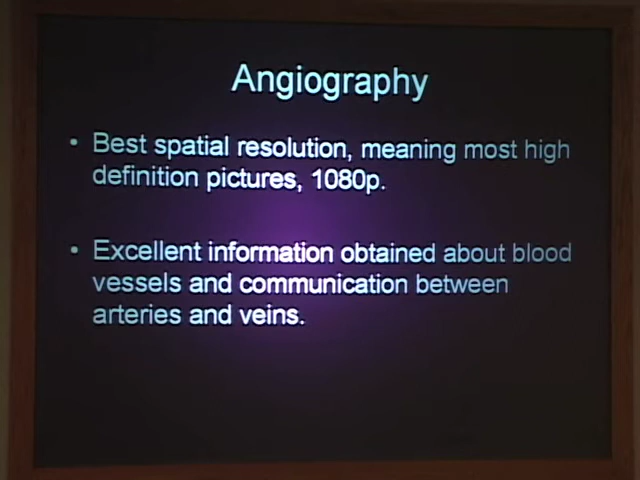 Angiography
• Best spatial resolution, meaning most high
definition pictures, 1080p.
• Excellent information obtained about blood
vessels and communication between
arteries and veins.